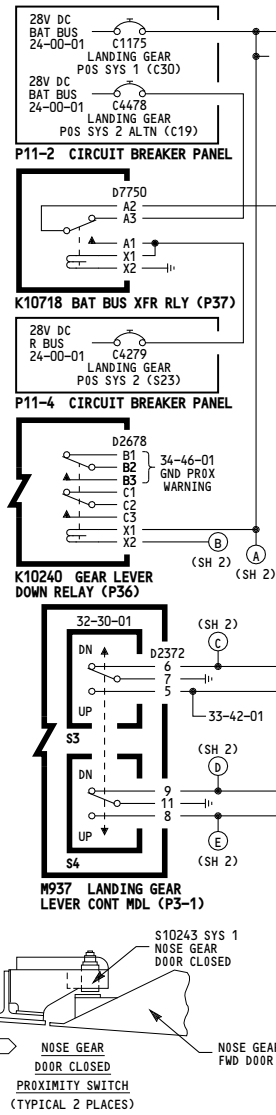 28V DC
BAT BUS
24-00-01
C1175
LANDING GEAR
POS SYS 1 (C30)
28V DC
BAT BUS
24-00-01
C4478
LANDING GEAR
POS SYS 2 ALTN (C19)
P11-2 CIRCUIT BREAKER PANEL
D7750
A2
A3
A1
X1
X2
K10718 BAT BUS XFR RLY (P37)
28V DC
R BUS
24-00-01
C4279
LANDING GEAR
POS SYS 2 (S23)
P11-4 CIRCUIT BREAKER PANEL
D2678
B1
B2
B3
34-46-01
GND PROX
WARNING
C1
C2
C3
X1
X2
B
(SH 2)
A
(SH 2)
K10240 GEAR LEVER
DOWN RELAY (P36)
32-30-01
(SH 2)
C
DN
D2372
6
7
5
UP
S3
33-42-01
(SH 2)
D
DN
9
11
8
UP
S4
E
(SH 2)
M937 LANDING GEAR
LEVER CONT MDL (P3-1)
S10243 SYS 1
NOSE GEAR
DOOR CLOSED
NOSE GEAR
FWD DOOR
NOSE GEAR
DOOR CLOSED
PROXIMITY SWITCH
(TYPICAL 2 PLACES)